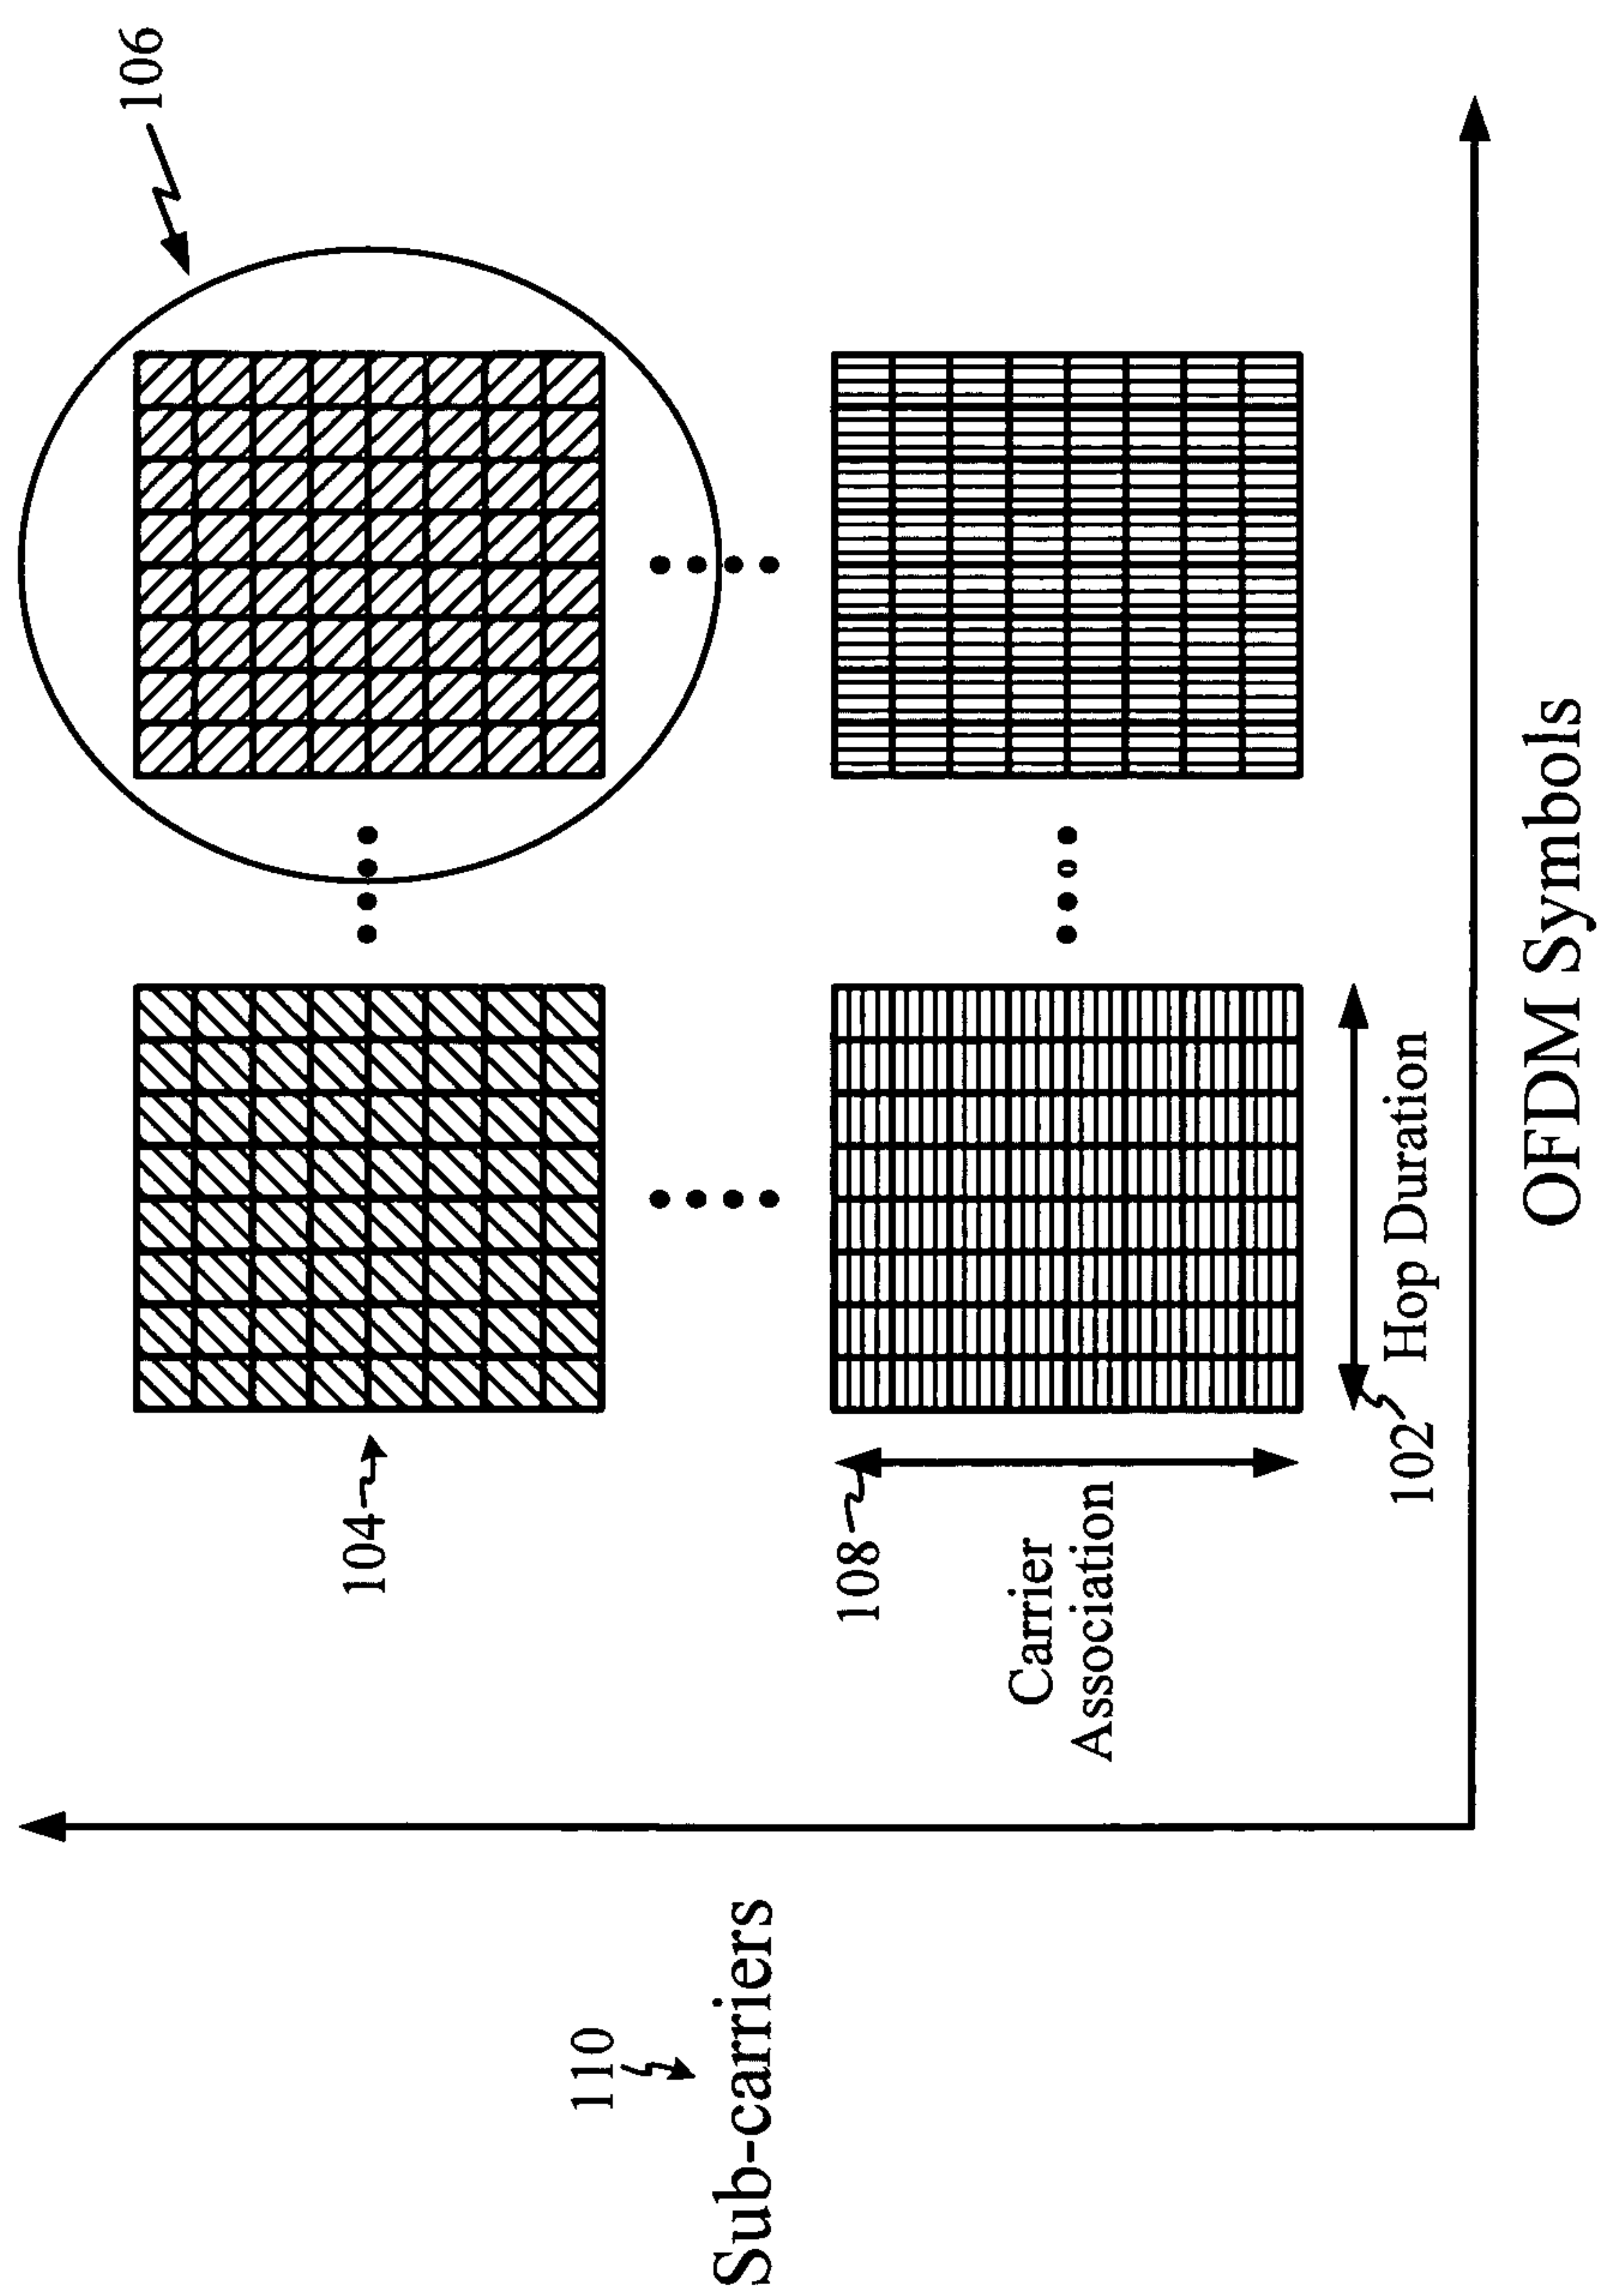 106
104
108
Carrier
Association
102
Hop Duration
110
Sub-carriers
OFDM Symbols